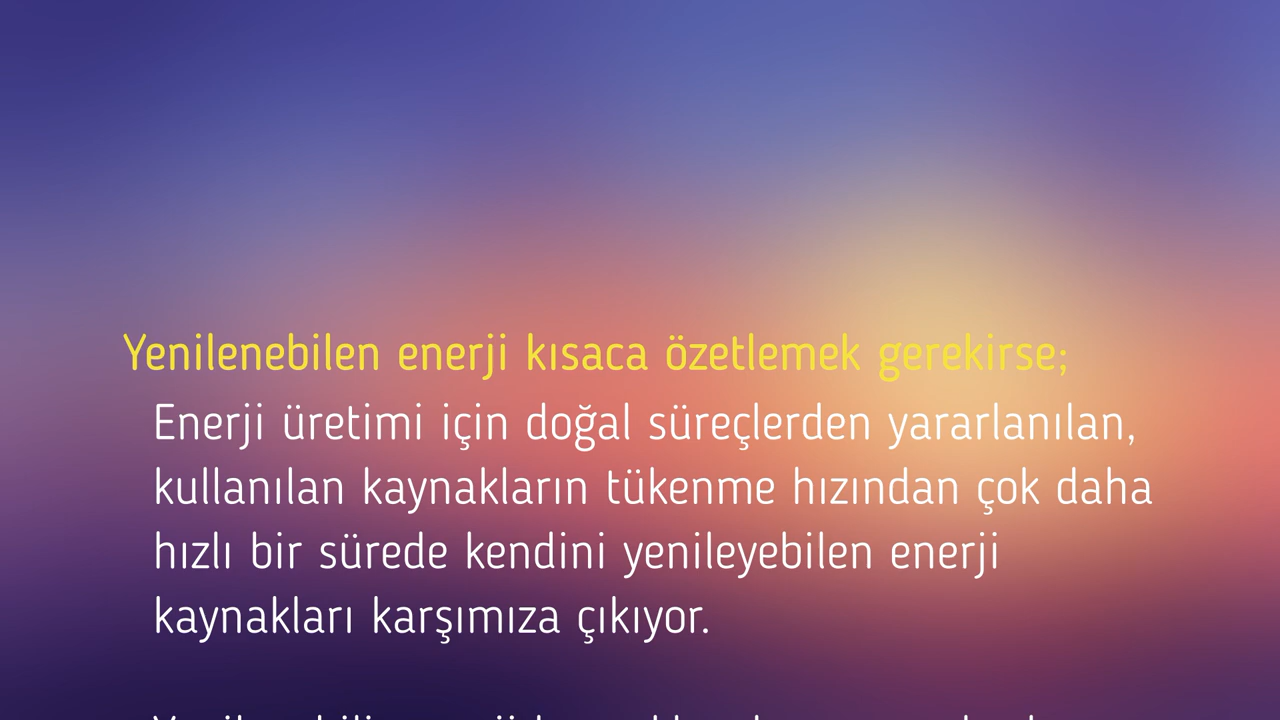 Yenilenebilen enerji kısaca özetlemek gerekirse;
Enerji üretimi için doğal süreçlerden yararlanılan,
kullanılan kaynakların tükenme hızından çok daha
hızlı bir sürede kendini yenileyebilen enerji
kaynakları karşımıza çıkıyor.